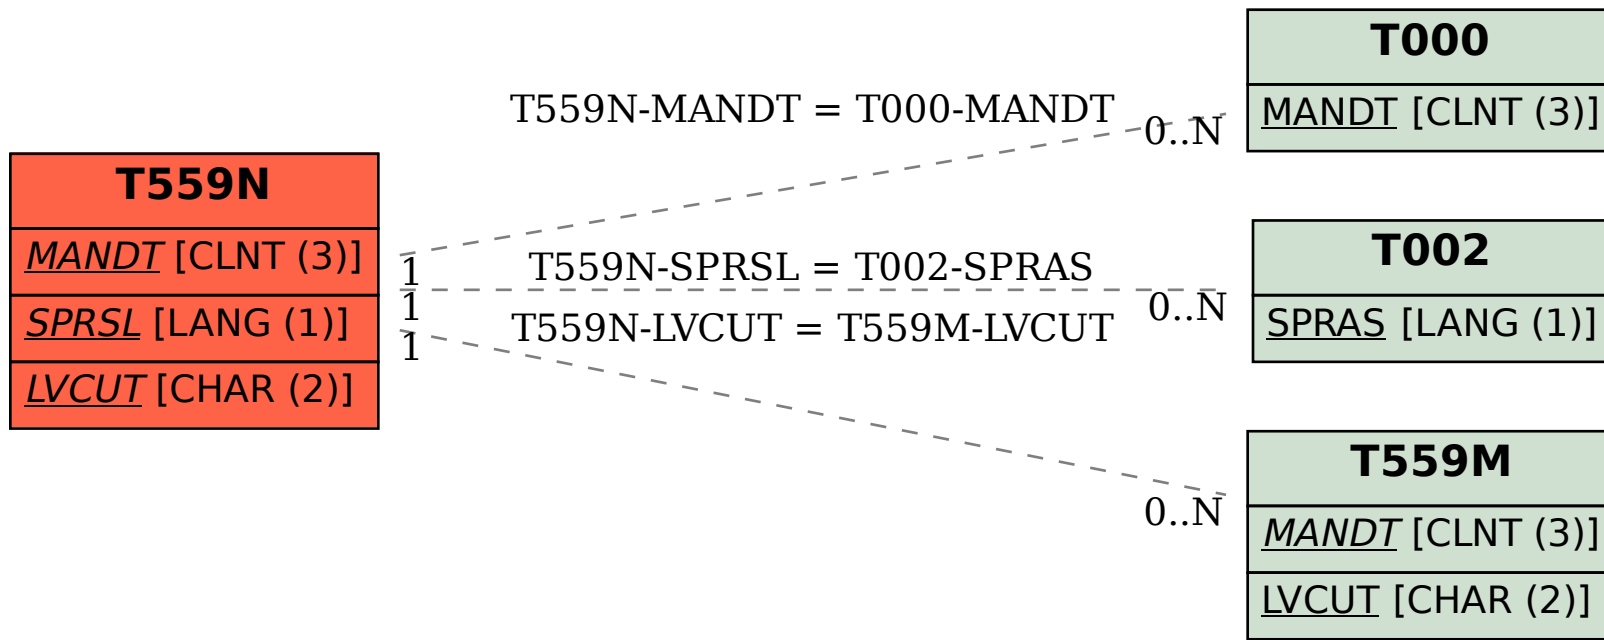 T559N
MANDT [CLNT (3)]
SPRSL [LANG (1)]
LVCUT [CHAR (2)]
T559N-MANDT = T000-MANDT
1
0..N
T559N-SPRSL = T002-SPRAS
1
0..N
T559N-LVCUT = T559M-LVCUT
1
0..N
T000
MANDT [CLNT (3)]
T002
SPRAS [LANG (1)]
T559M
MANDT [CLNT (3)]
LVCUT [CHAR (2)]